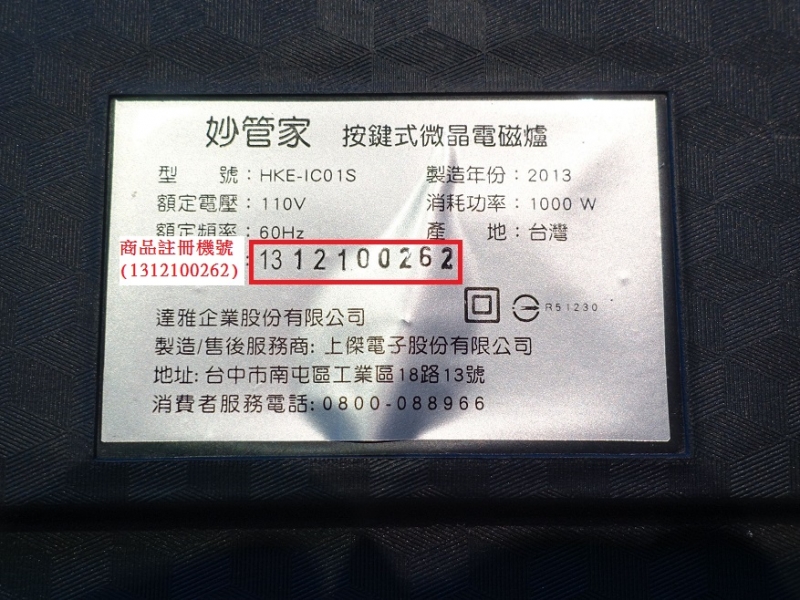 妙管家 按鍵式微晶電磁爐
型 號：HKE-IC01S 製造年份：2013
額定電壓：110V 消耗功率：1000 W
額定頻率：60Hz 產 地：台灣
商品註冊機號
(1312100262)
: 1312100262
R51230
達雅企業股份有限公司
製造/售後服務商: 上傑電子股份有限公司
地址: 台中市南屯區工業區18路13號
消費者服務電話: 0800-088966